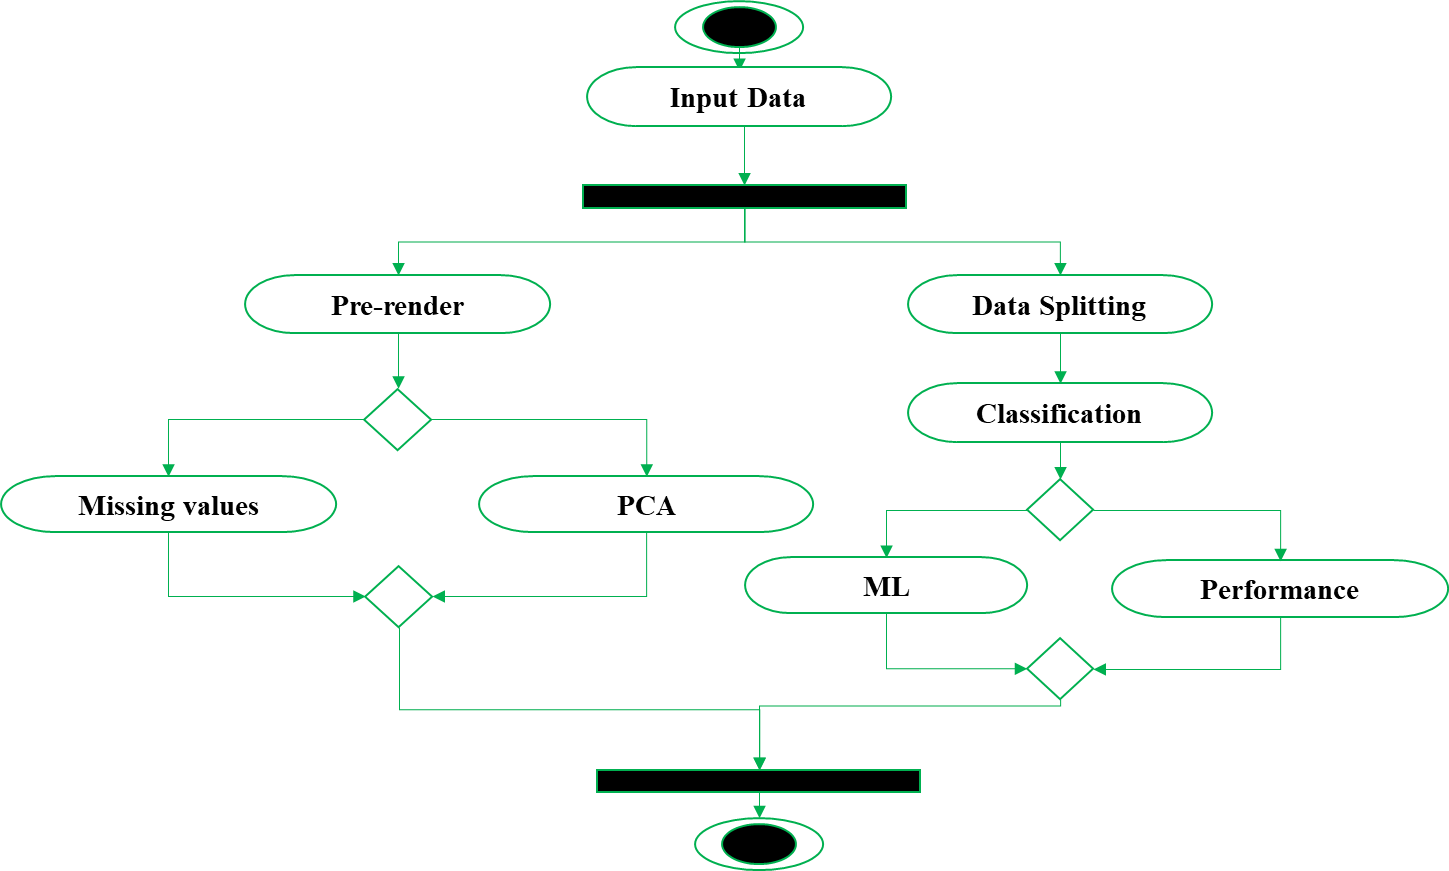 Input Data
Pre-render
Data Splitting
Classification
Missing values
PCA
ML
Performance